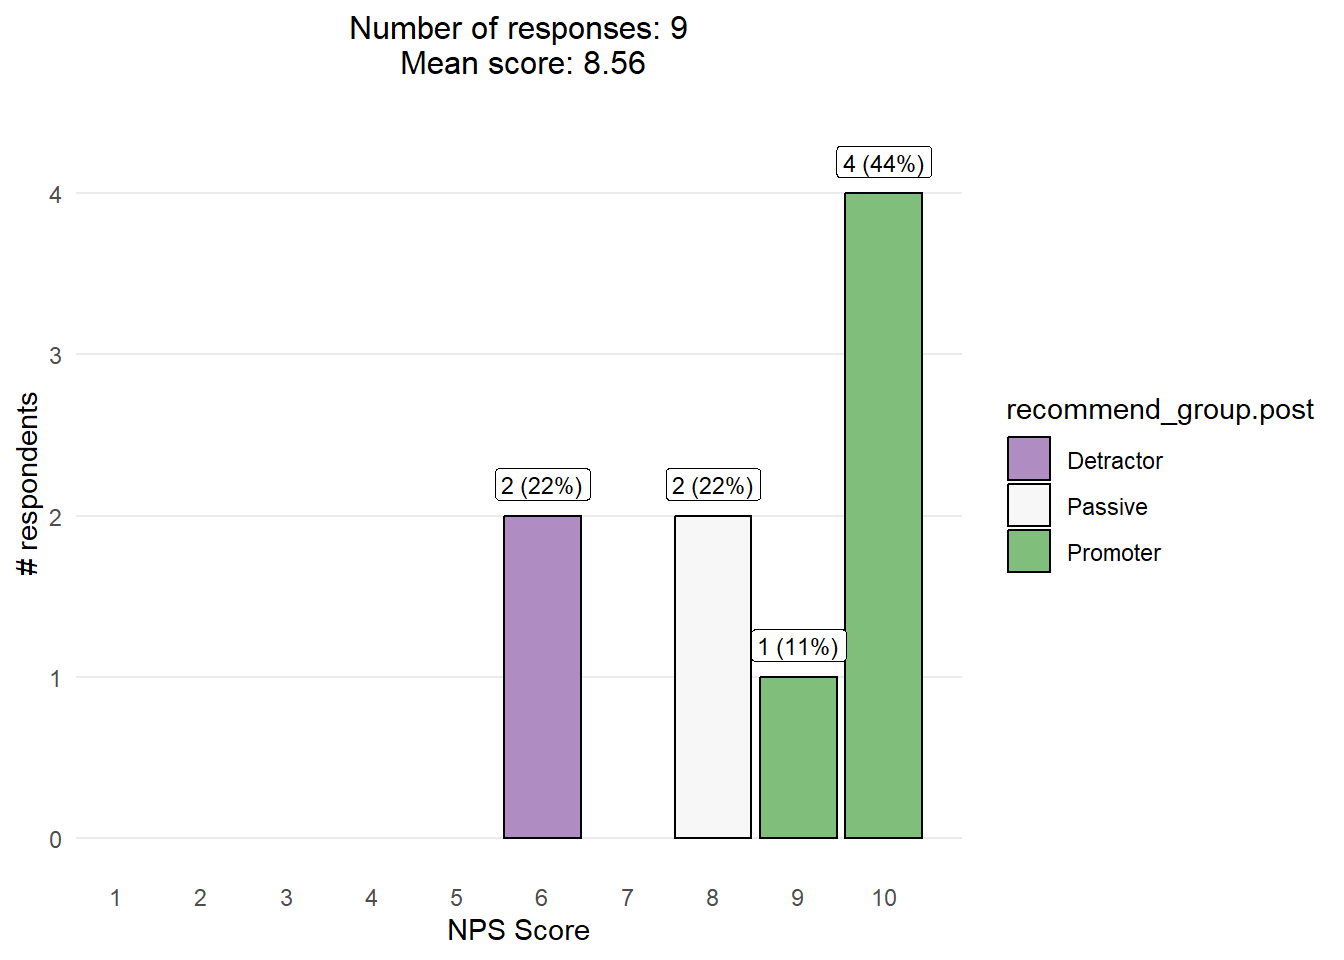 Number of responses: 9
Mean score: 8.56
4 (44%)
2 (22%)
2 (22%)
1 (11%)
4
3
2
1
0
# respondents
1 2 3 4 5 6 7 8 9 10
NPS Score
recommend_group.post
Detractor
Passive
Promoter